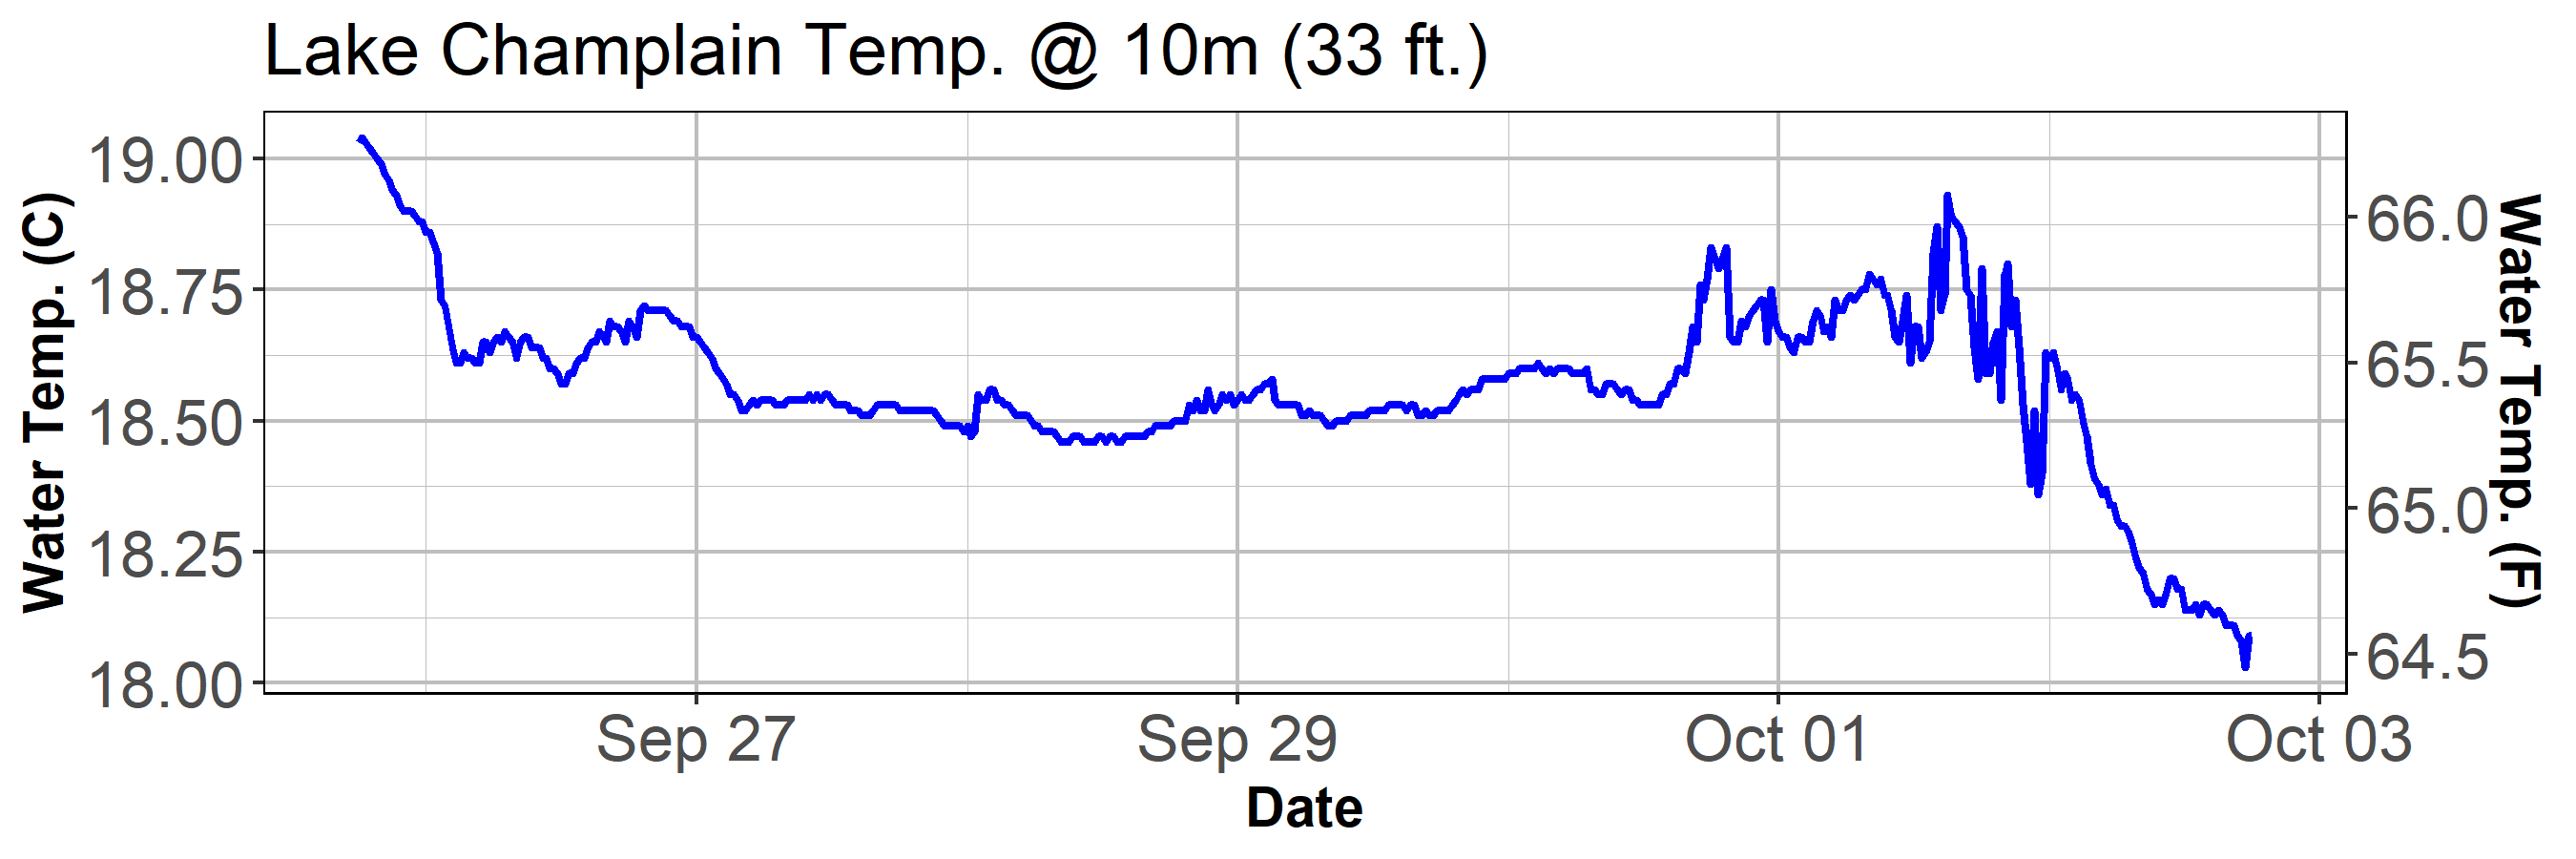 Lake Champlain Temp. @ 10m (33 ft.)
Water Temp. (C)
19.00
18.75
18.50
18.25
18.00
66.0
65.5
65.0
64.5
Water Temp. (F)
Sep 27
Sep 29
Oct 01
Oct 03
Date